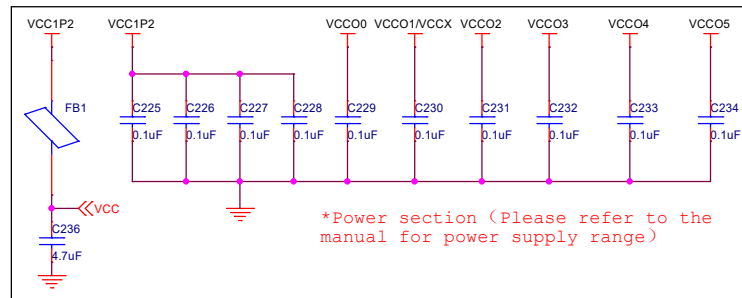 VCC1P2 VCC1P2 VCCO0 VCCO1/VCCX VCCO2 VCCO3 VCCO4 VCCO5
FB1 C225 C226 C227 C228 C229 C230 C231 C232 C233 C234
0.1uF 0.1uF 0.1uF 0.1uF 0.1uF 0.1uF 0.1uF 0.1uF 0.1uF 0.1uF
VCC
C236
4.7uF
*Power section（Please refer to the
manual for power supply range）